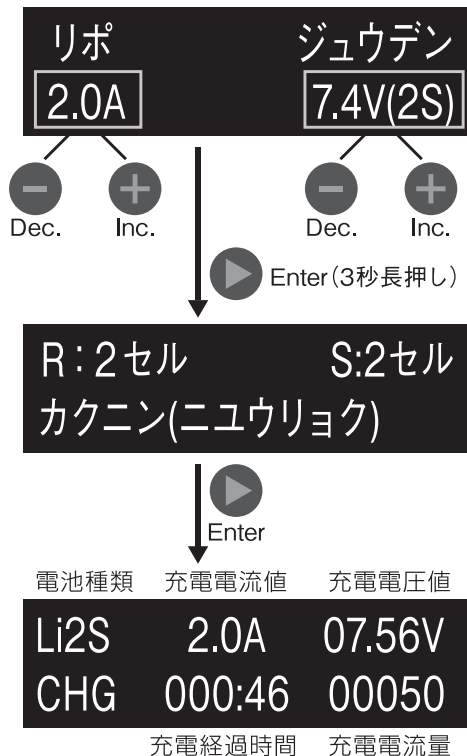 リポ ジュウデン
2.0A 7.4V(2S)
Dec. Inc. Dec. Inc.
Enter(3秒長押し)
R:2セル S:2セル
カクニン(ニユウリョク)
Enter
電池種類 充電電流値 充電電圧値
Li2S 2.0A 07.56V
CHG 000:46 00050
充電経過時間 充電電流量